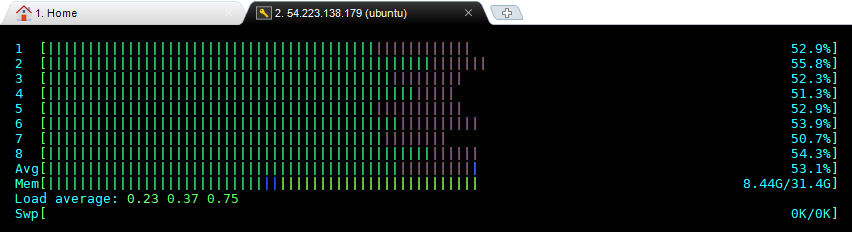 1. Home
2. 54.223.138.179 (ubuntu)
1 [ 52.9%]
2 [ 55.8%]
3 [ 52.3%]
4 [ 51.3%]
5 [ 52.9%]
6 [ 53.9%]
7 [ 50.7%]
8 [ 54.3%]
Avg[ 53.1%]
Mem[ 8.44G/31.4G]
Load average: 0.23 0.37 0.75
Swp[ 0K/0K]